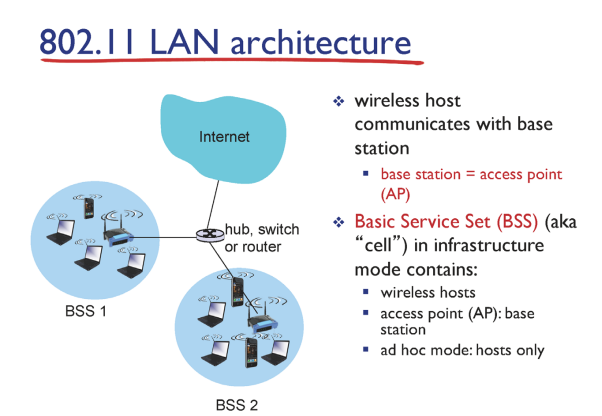 802.11 LAN architecture
Internet
hub, switch
or router
BSS 1
BSS 2
❖ wireless host
communicates with base
station
▪ base station = access point
(AP)
❖ Basic Service Set (BSS) (aka
“cell”) in infrastructure
mode contains:
▪ wireless hosts
▪ access point (AP): base
station
▪ ad hoc mode: hosts only